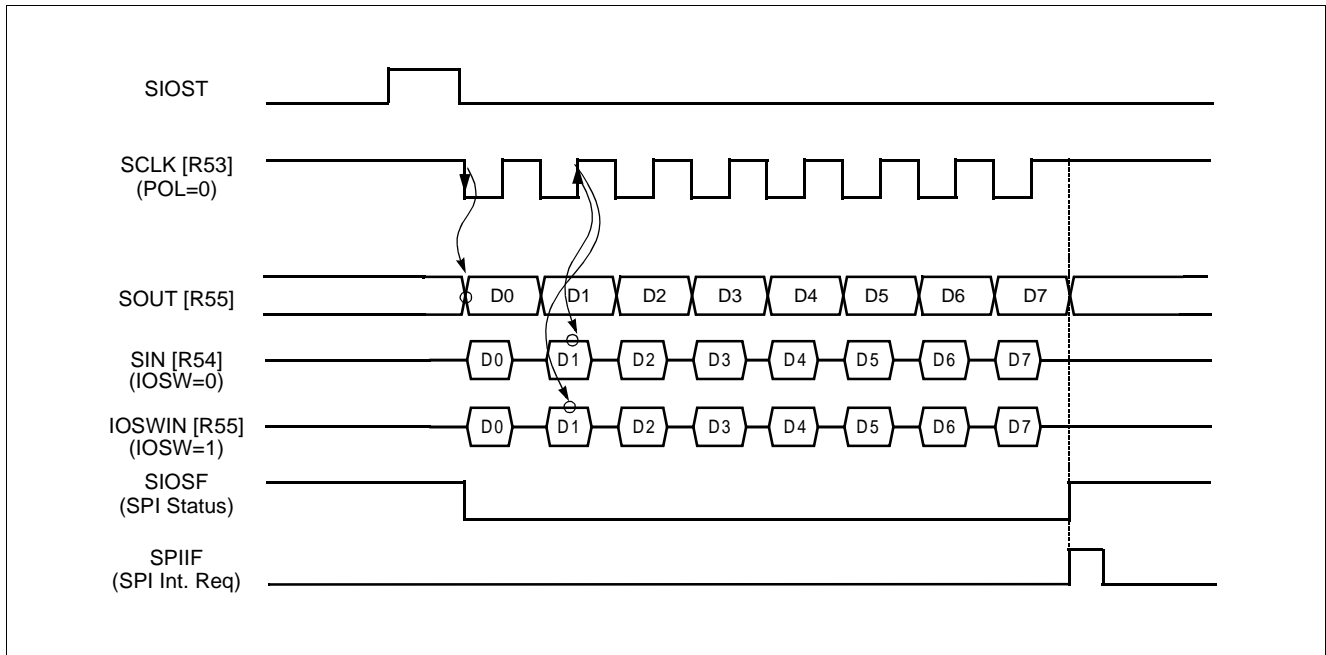 SIOST
SCLK [R53]
(POL=0)
SOUT [R55]
D0 D1 D2 D3 D4 D5 D6 D7
SIN [R54]
(IOSW=0)
D0 D1 D2 D3 D4 D5 D6 D7
IOSWIN [R55]
(IOSW=1)
D0 D1 D2 D3 D4 D5 D6 D7
SIOSF
(SPI Status)
SPIIF
(SPI Int. Req)